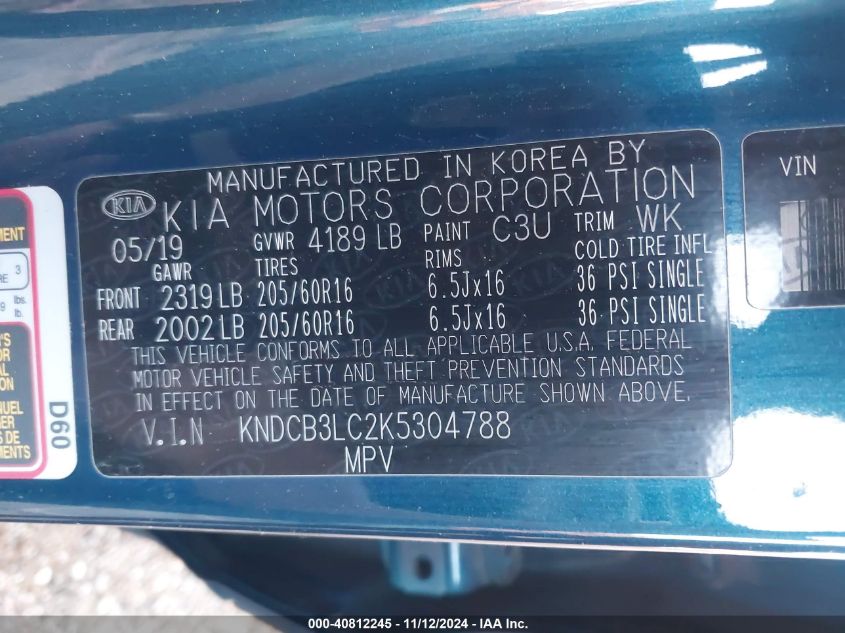 MANUFACTURED IN KOREA BY
KIA KIA MOTORS CORPORATION
05/19 GVWR 4189 LB PAINT C3U TRIM WK
GAWR TIRES RIMS COLD TIRE INFL
FRONT 2319 LB 205/60R16 6.5Jx16 36 PSI SINGLE
REAR 2002 LB 205/60R16 6.5Jx16 36 PSI SINGLE
THIS VEHICLE CONFORMS TO ALL APPLICABLE U.S.A. FEDERAL
MOTOR VEHICLE SAFETY AND THEFT PREVENTION STANDARDS
IN EFFECT ON THE DATE OF MANUFACTURE SHOWN ABOVE.
V.I.N KNDCB3LC2K5304788
MPV
VIN
3
lbs.
lb.
D60
000-40812245 - 11/12/2024 - IAA Inc.